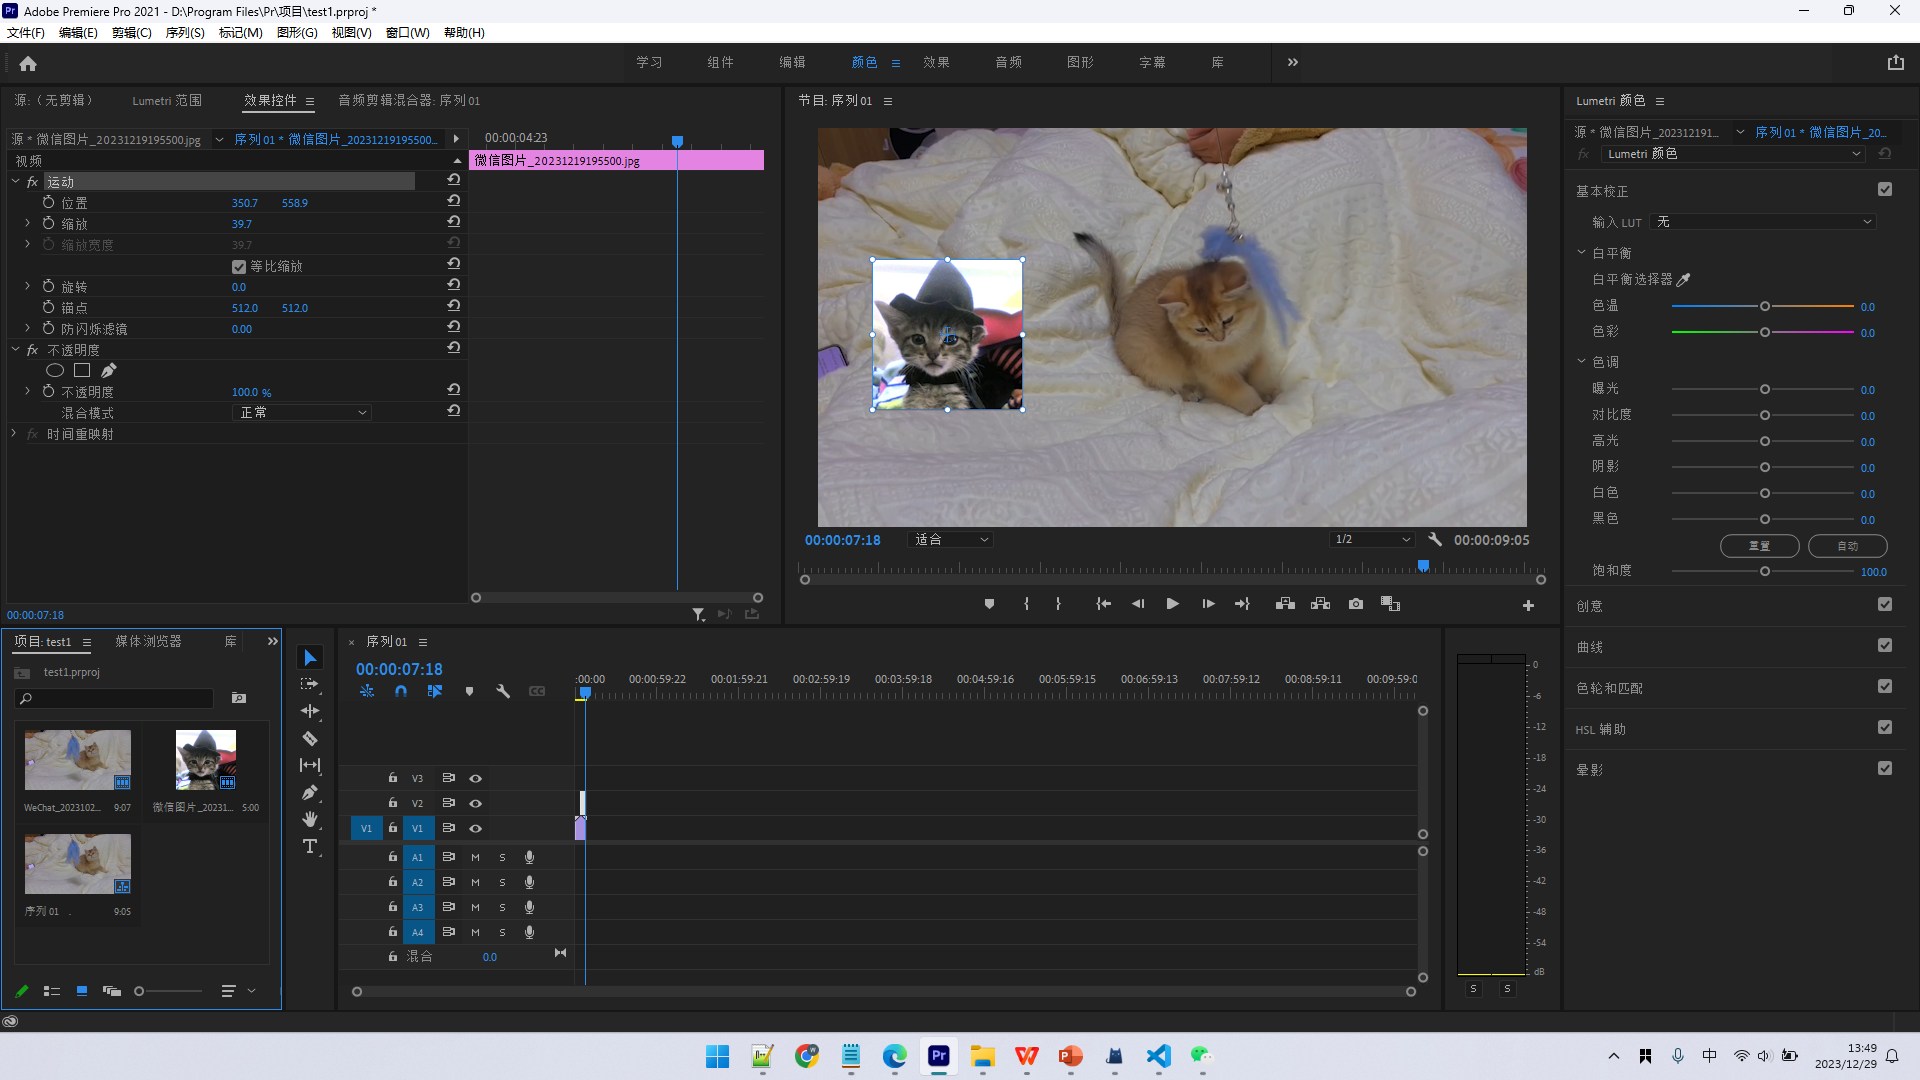 Adobe Premiere Pro 2021 - D:\Program Files\Pr\项目\test1.prproj *
文件(F) 编辑(E) 剪辑(C) 序列(S) 标记(M) 图形(G) 视图(V) 窗口(W) 帮助(H)
学习 组件 编辑 颜色 效果 音频 图形 字幕 库
源:（无剪辑） Lumetri 范围 效果控件 音频剪辑混合器: 序列 01
源 * 微信图片_20231219195500.jpg 序列 01 * 微信图片_20231219195500...
00:00:04:23
视频
微信图片_20231219195500.jpg
fx 运动
位置 350.7 558.9
缩放 39.7
缩放宽度 39.7
等比缩放
旋转 0.0
锚点 512.0 512.0
防闪烁滤镜 0.00
fx 不透明度
不透明度 100.0 %
混合模式 正常
fx 时间重映射
00:00:07:18
节目: 序列 01
00:00:07:18 适合 1/2 00:00:09:05
Lumetri 颜色
源 * 微信图片_202312191... 序列 01 * 微信图片_20...
fx Lumetri 颜色
基本校正
输入 LUT 无
白平衡
白平衡选择器
色温 0.0
色彩 0.0
色调
曝光 0.0
对比度 0.0
高光 0.0
阴影 0.0
白色 0.0
黑色 0.0
重置 自动
饱和度 100.0
创意
曲线
色轮和匹配
HSL 辅助
晕影
项目: test1 媒体浏览器 库
test1.prproj
WeChat_2023102... 9:07 微信图片_20231... 5:00
序列 01 9:05
序列 01
00:00:07:18
:00:00 00:00:59:22 00:01:59:21 00:02:59:19 00:03:59:18 00:04:59:16 00:05:59:15 00:06:59:13 00:07:59:12 00:08:59:11 00:09:59:0
V3
V2
V1 V1
A1 M S
A2 M S
A3 M S
A4 M S
混合 0.0
0
-6
-12
-18
-24
-30
-36
-42
-48
-54
dB
S S
中
13:49
2023/12/29